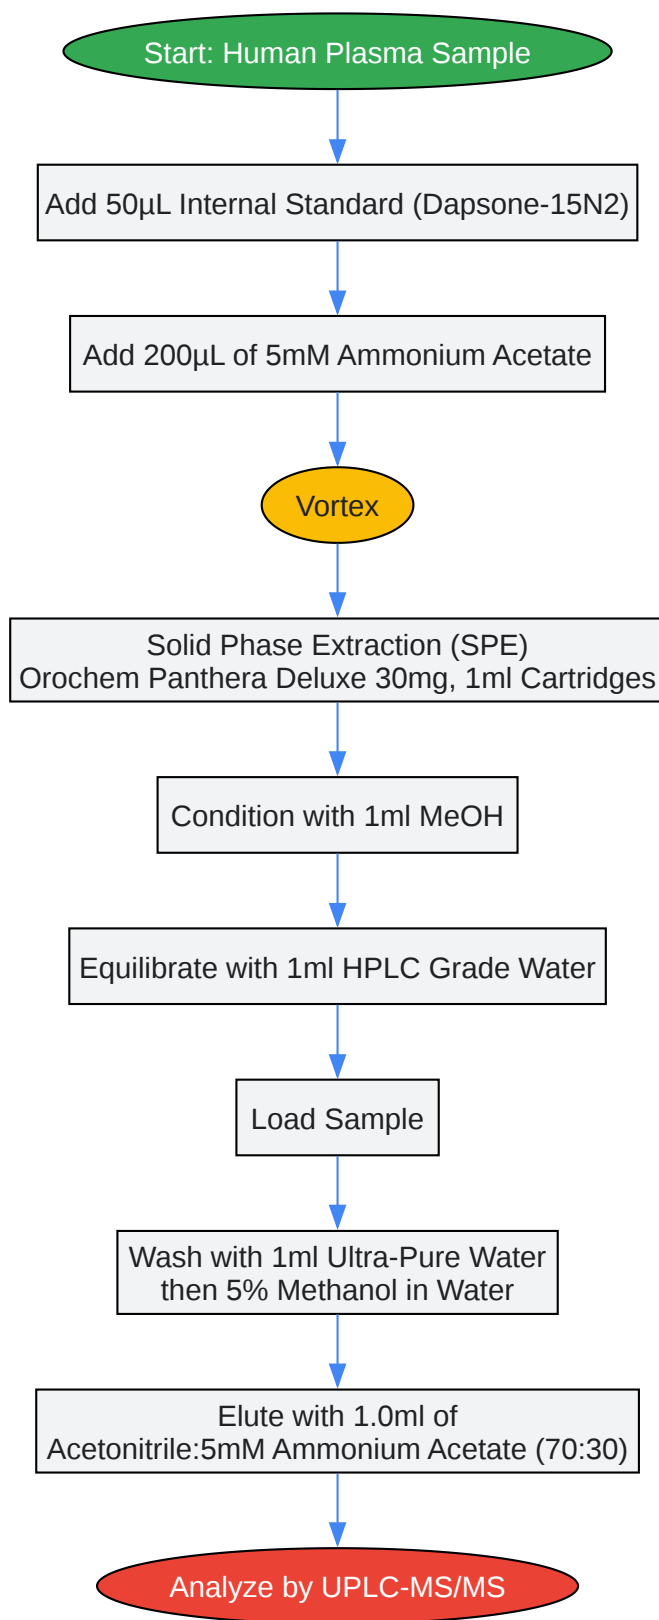 Start: Human Plasma Sample
Add 50µL Internal Standard (Dapsone-15N2)
Add 200µL of 5mM Ammonium Acetate
Vortex
Solid Phase Extraction (SPE)
Orochem Panthera Deluxe 30mg, 1ml Cartridges
Condition with 1ml MeOH
Equilibrate with 1ml HPLC Grade Water
Load Sample
Wash with 1ml Ultra-Pure Water
then 5% Methanol in Water
Elute with 1.0ml of
Acetonitrile:5mM Ammonium Acetate (70:30)
Analyze by UPLC-MS/MS